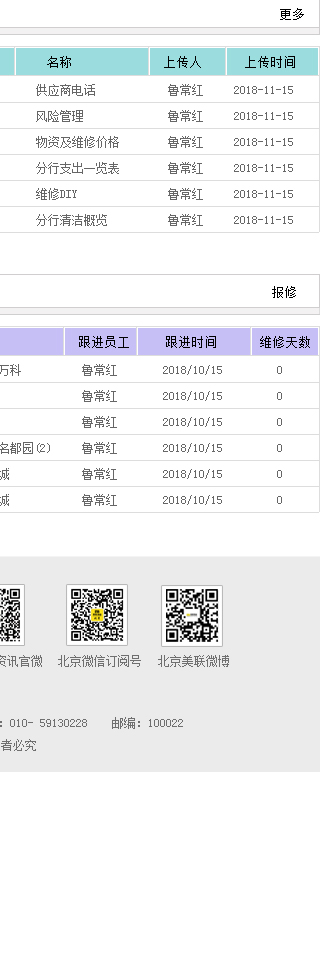 更多
名称 上传人 上传时间
供应商电话 鲁常红 2018-11-15
风险管理 鲁常红 2018-11-15
物资及维修价格 鲁常红 2018-11-15
分行支出一览表 鲁常红 2018-11-15
维修DIY 鲁常红 2018-11-15
分行清洁概览 鲁常红 2018-11-15
报修
跟进员工 跟进时间 维修天数
万科 鲁常红 2018/10/15 0
鲁常红 2018/10/15 0
鲁常红 2018/10/15 0
名都园(2) 鲁常红 2018/10/15 0
城 鲁常红 2018/10/15 0
城 鲁常红 2018/10/15 0
资讯官微 北京微信订阅号 北京美联微博
: 010- 59130228 邮编: 100022
者必究